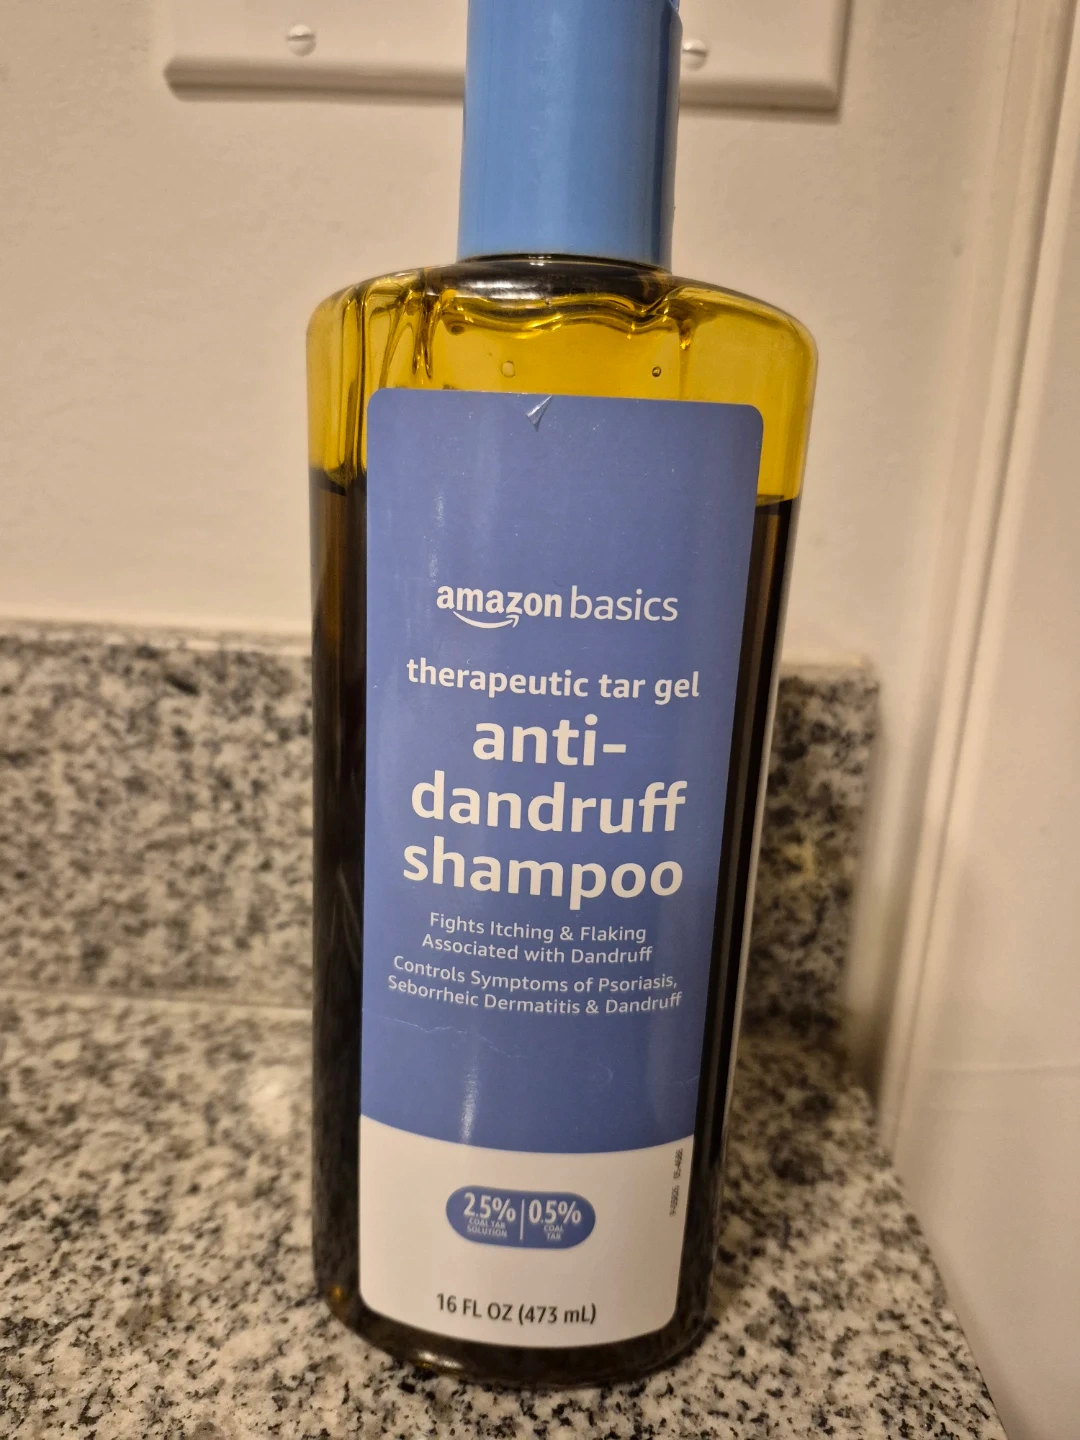 amazon basics
therapeutic tar gel
anti-
dandruff
shampoo
Fights Itching & Flaking
Associated with Dandruff
Controls Symptoms of Psoriasis,
Seborrheic Dermatitis & Dandruff
2.5% 0.5%
COAL TAR COAL
SOLUTION TAR
16 FL OZ (473 mL)